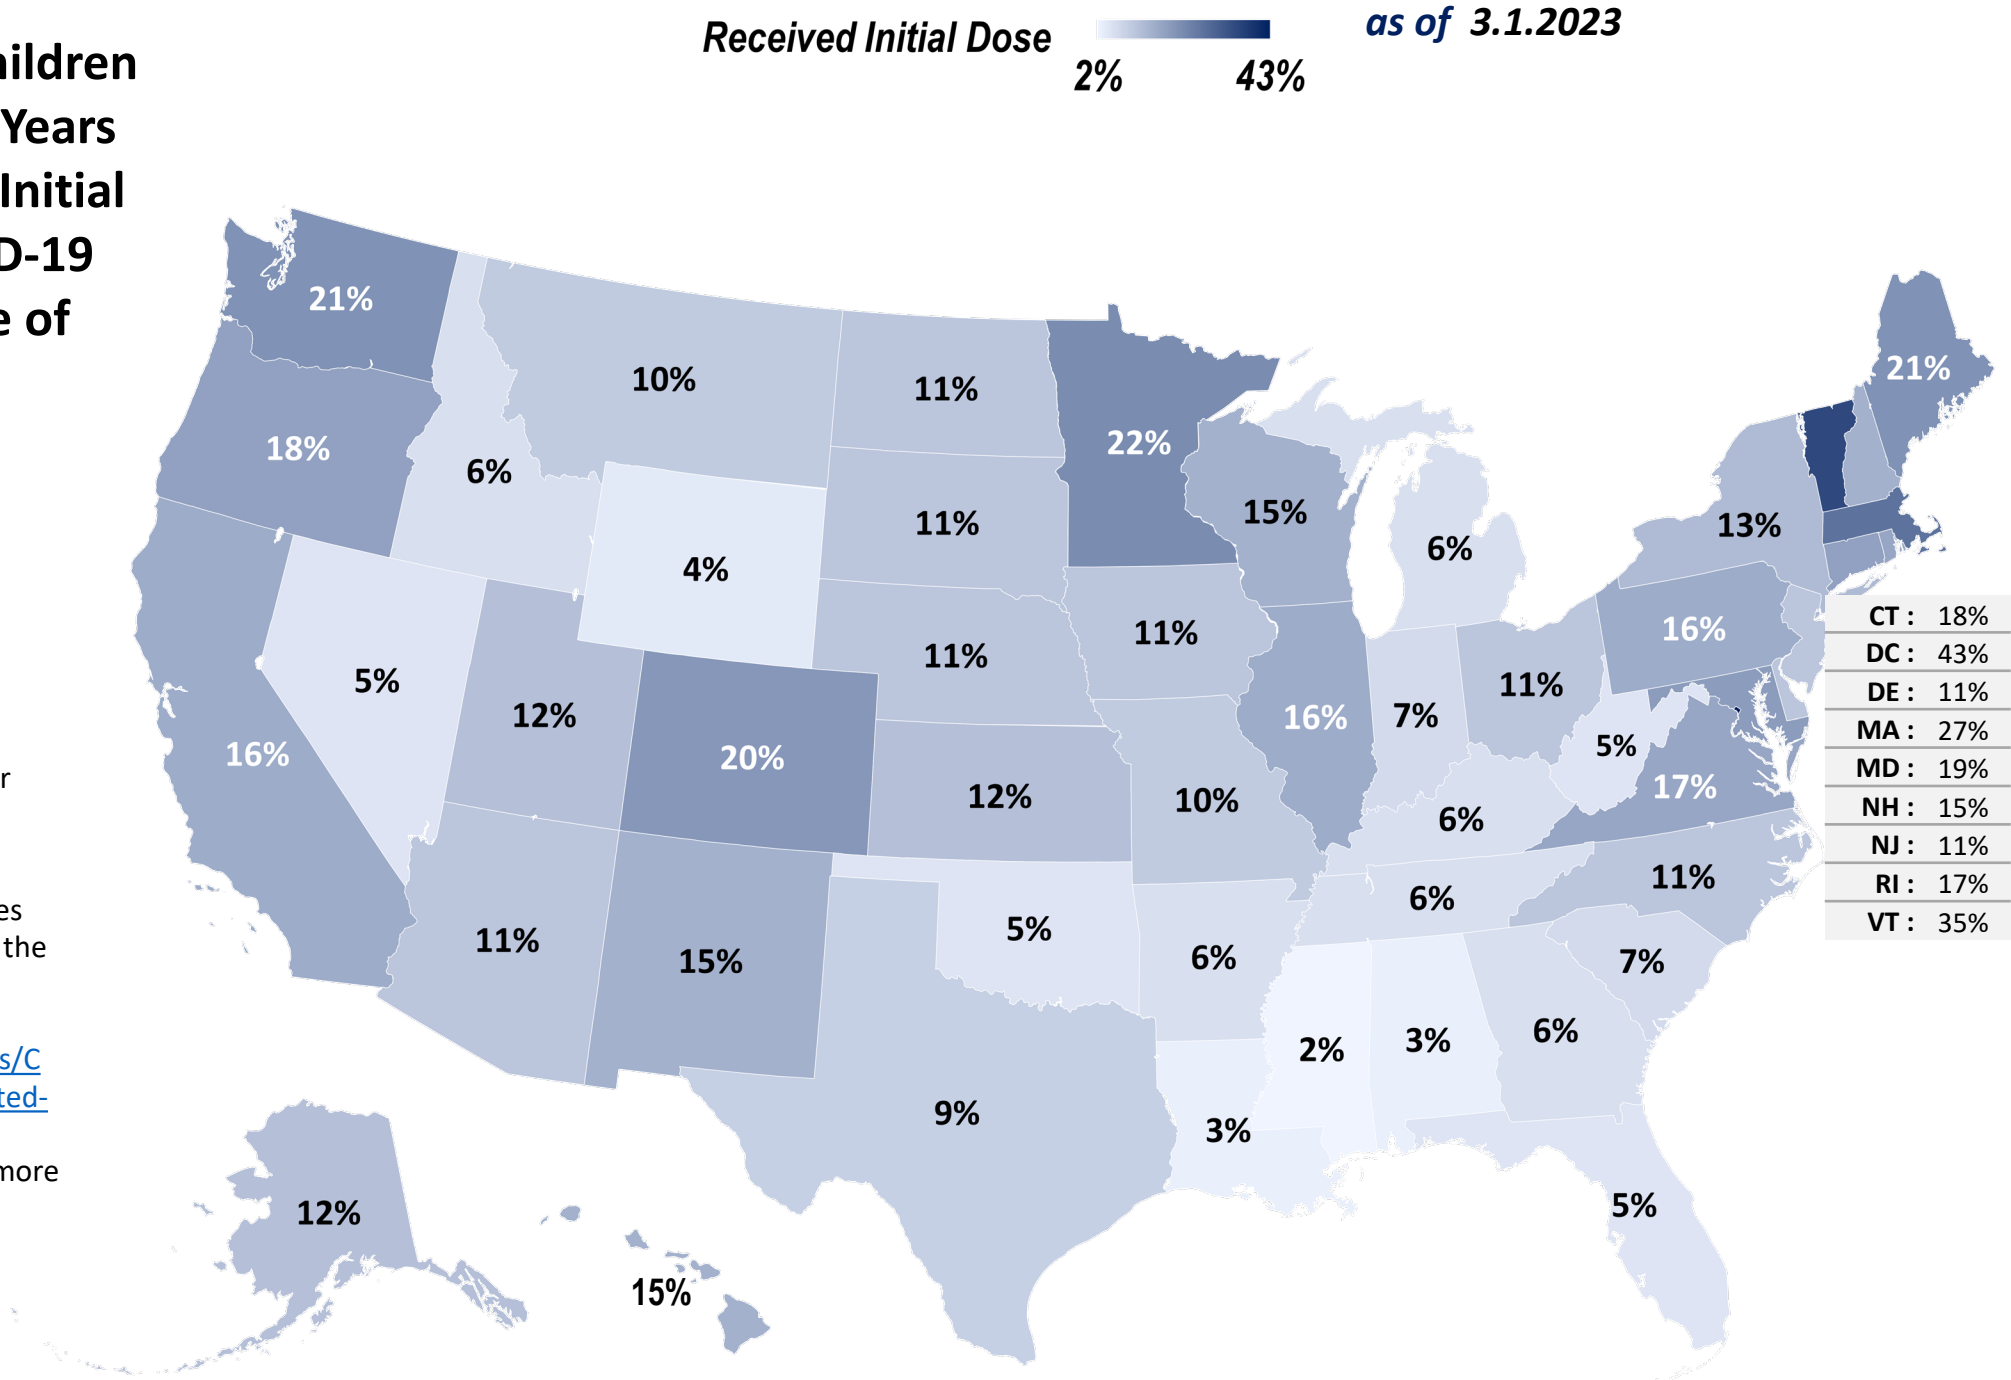 Received Initial Dose
2% 43%
as of 3.1.2023
hildren
Years
Initial
D-19
e of
r
es
the
s/C
ted-
more
21%
18%
16%
5%
6%
10%
4%
12%
20%
11%
15%
11%
11%
11%
12%
9%
5%
22%
11%
10%
6%
3%
15%
16%
6%
7%
11%
6%
6%
2%
3%
6%
5%
7%
11%
17%
5%
16%
13%
21%
12%
15%
CT : 18%
DC : 43%
DE : 11%
MA : 27%
MD : 19%
NH : 15%
NJ : 11%
RI : 17%
VT : 35%